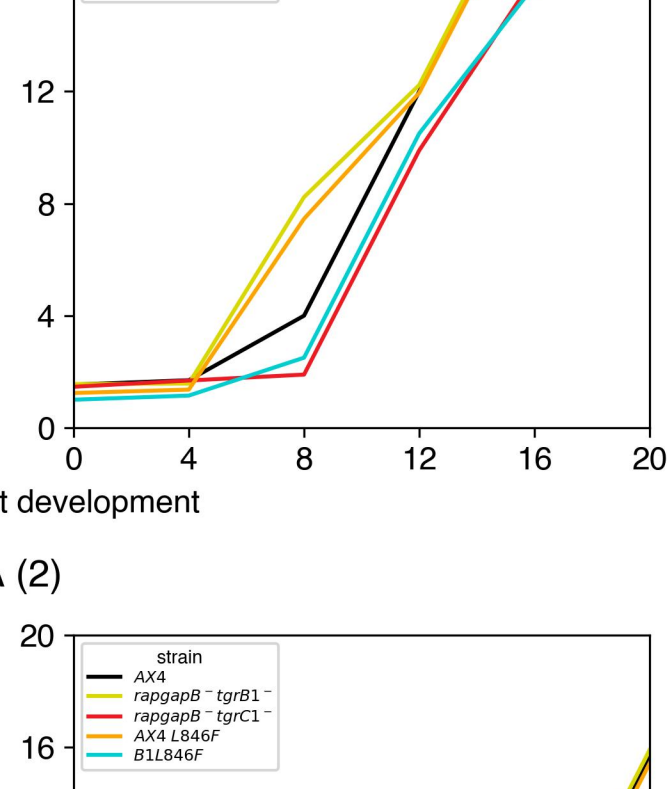 12
8
4
0
0 4 8 12 16 20
t development
(2)
20
strain
AX4
rapgapB⁻tgrB1⁻
rapgapB⁻tgrC1⁻
16
AX4 L846F
B1L846F